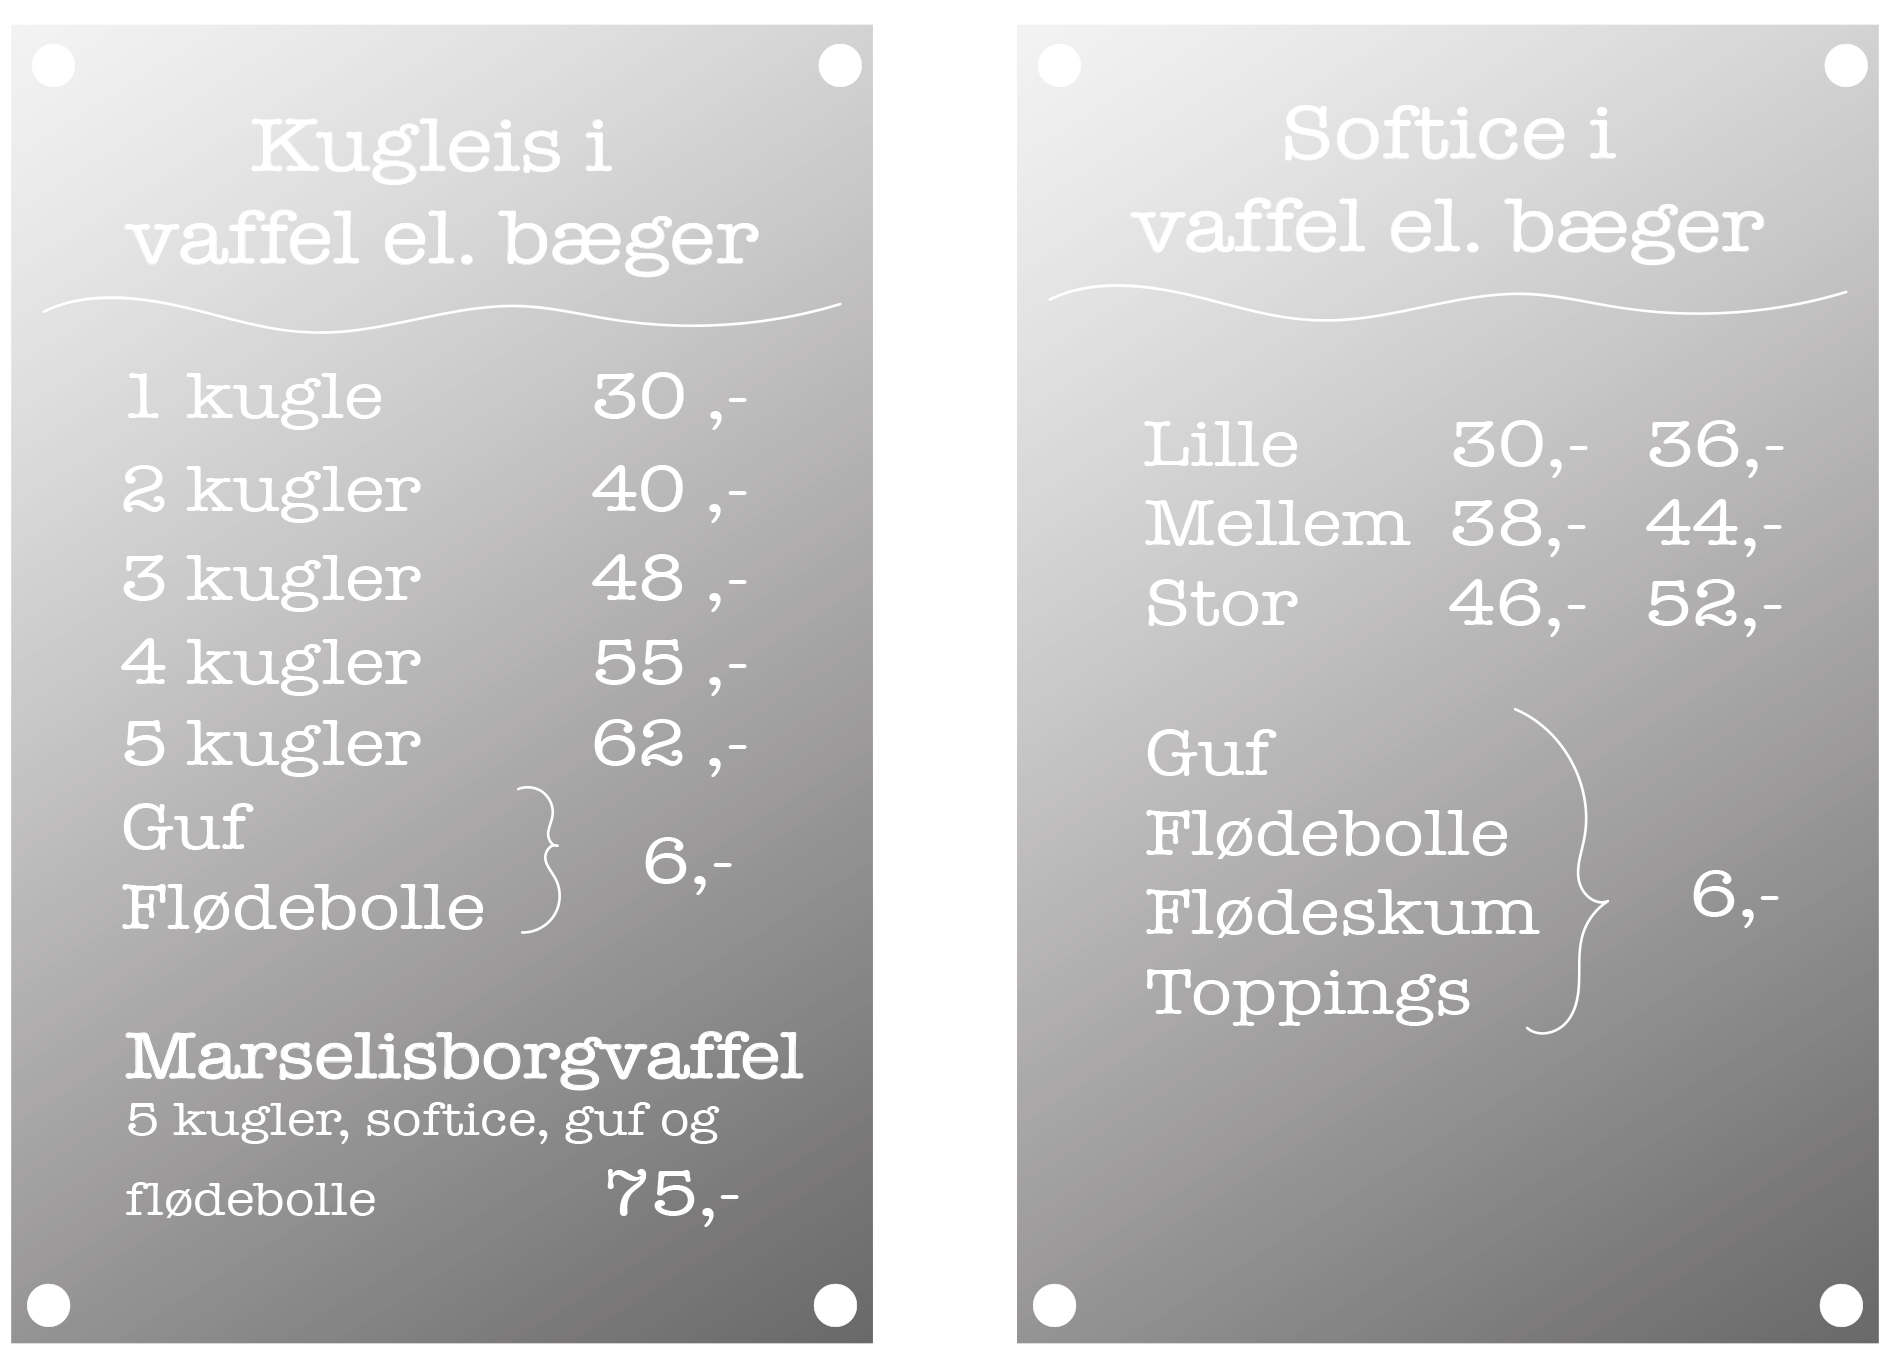 Kugleis i
vaffel el. bæger
1 kugle 30 ,-
2 kugler 40 ,-
3 kugler 48 ,-
4 kugler 55 ,-
5 kugler 62 ,-
Guf
6,-
Flødebolle
Marselisborgvaffel
5 kugler, softice, guf og
flødebolle 75,-
Softice i
vaffel el. bæger
Lille 30,- 36,-
Mellem 38,- 44,-
Stor 46,- 52,-
Guf
Flødebolle
Flødeskum
6,-
Toppings